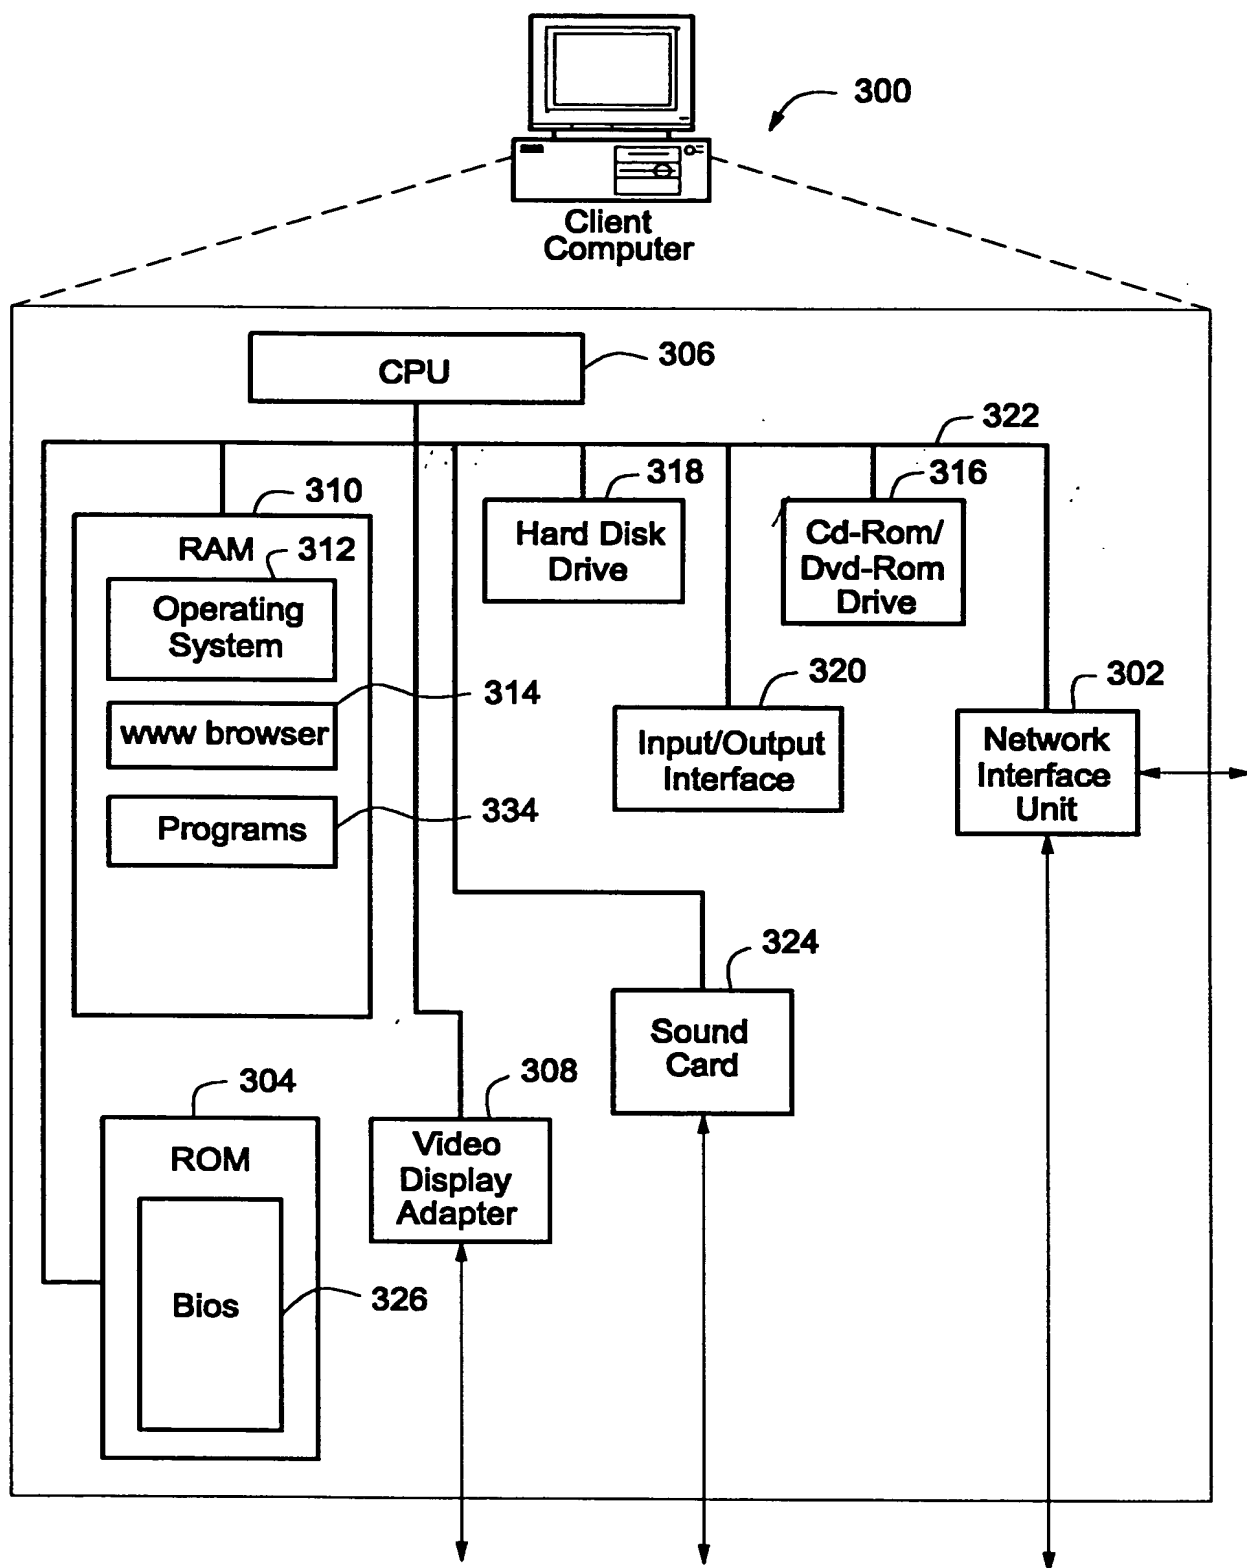 300
Client
Computer
CPU
306
322
318
316
310
RAM
312
Hard Disk
Drive
Cd-Rom/
Dvd-Rom
Drive
Operating
System
314
www browser
320
302
Input/Output
Interface
Network
Interface
Unit
334
Programs
324
Sound
Card
304
308
ROM
Video
Display
Adapter
Bios
326